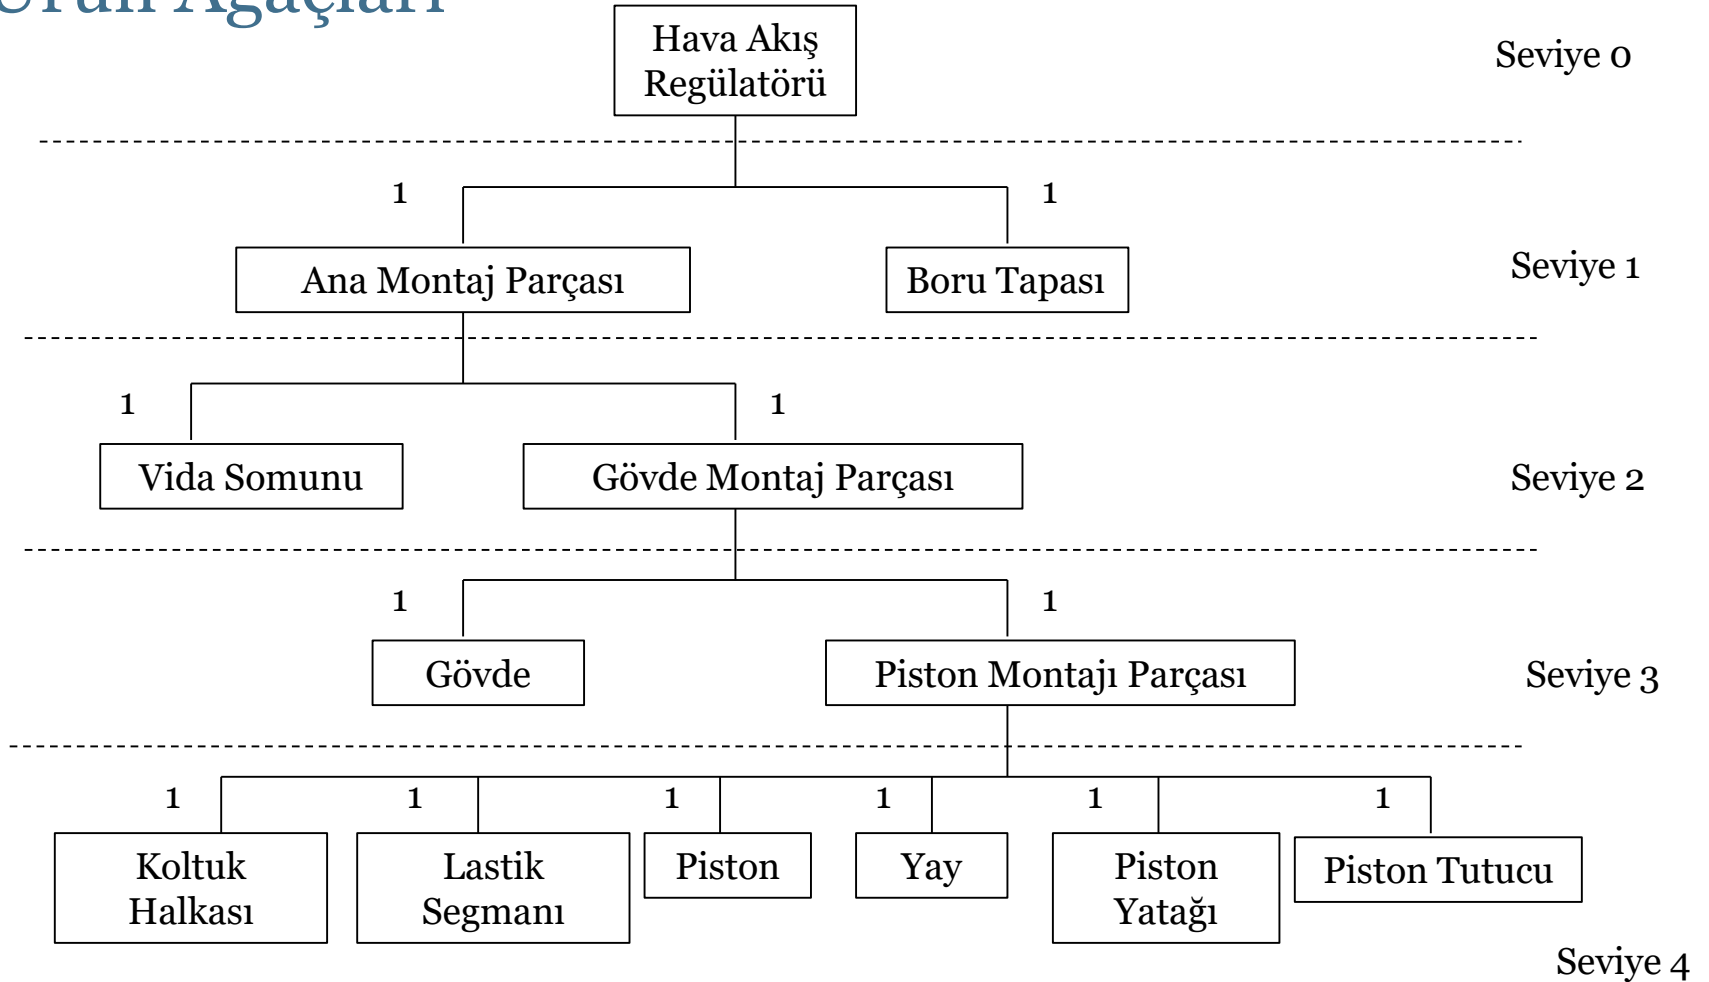 Ürün Ağaçları
Hava Akış
Regülatörü
Seviye 0
1
1
Ana Montaj Parçası
Boru Tapası
Seviye 1
1
1
Vida Somunu
Gövde Montaj Parçası
Seviye 2
1
1
Gövde
Piston Montajı Parçası
Seviye 3
1
1
1
1
1
1
Koltuk
Halkası
Lastik
Segmanı
Piston
Yay
Piston
Yatağı
Piston Tutucu
Seviye 4